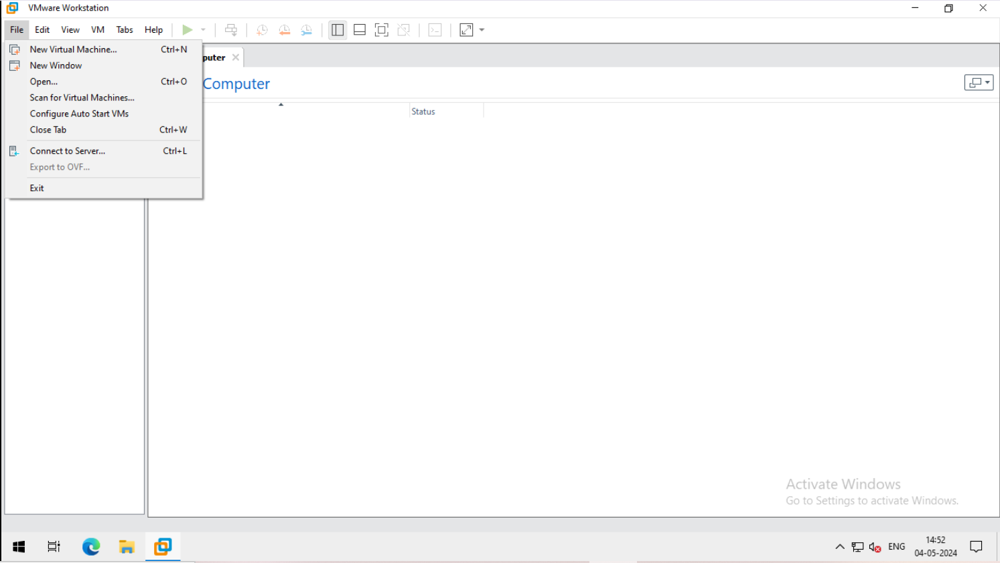 VMware Workstation
File Edit View VM Tabs Help
New Virtual Machine... Ctrl+N
New Window
Open... Ctrl+O
Scan for Virtual Machines...
Configure Auto Start VMs
Close Tab Ctrl+W
Connect to Server... Ctrl+L
Export to OVF...
Exit
puter
Computer
Status
Activate Windows
Go to Settings to activate Windows.
ENG
14:52
04-05-2024